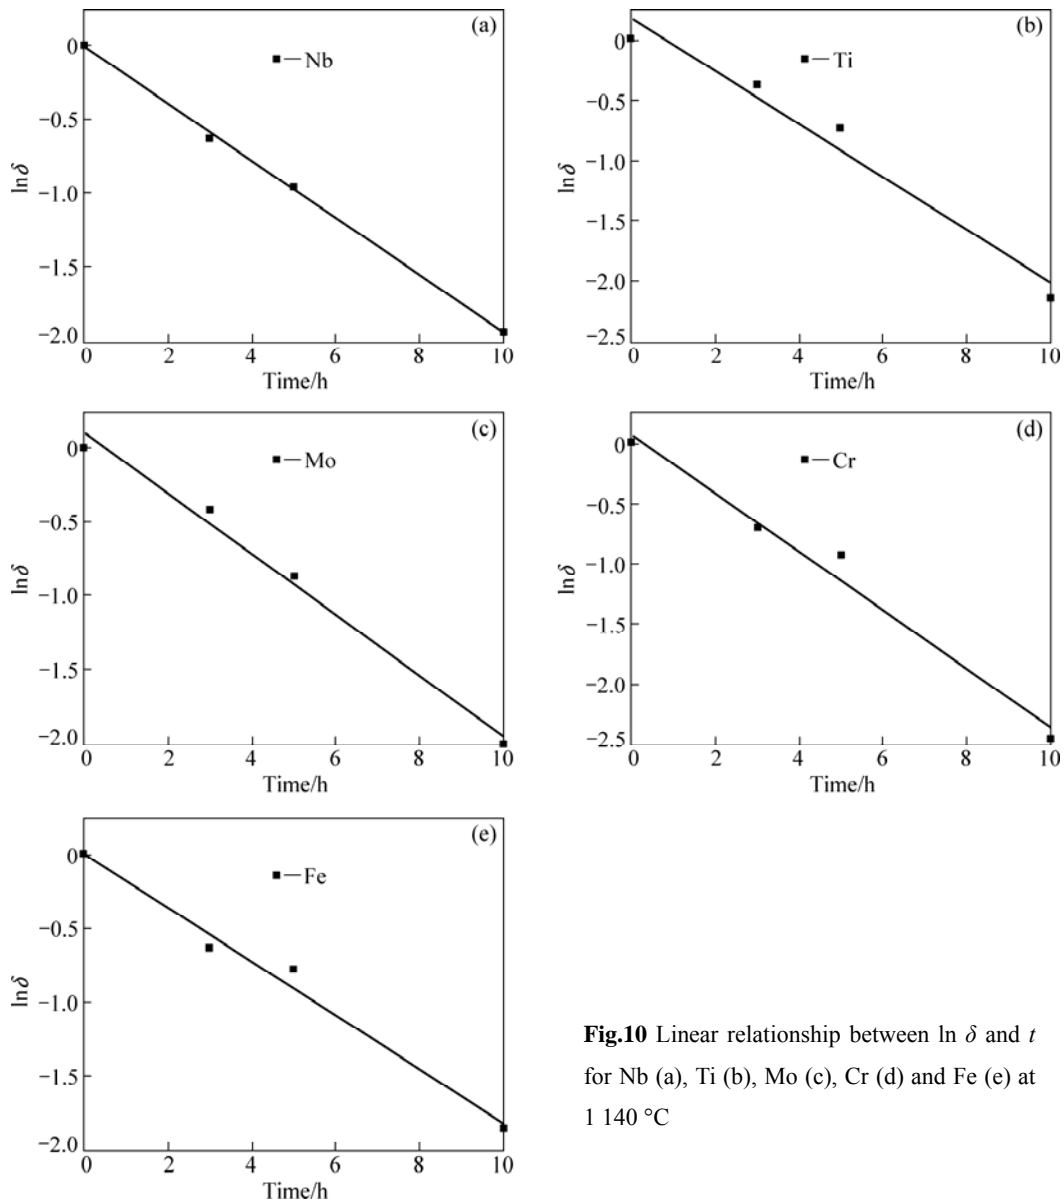 (a)
0
−0.5
−1.0
−1.5
−2.0
lnδ
Nb
0 2 4 6 8 10
Time/h
(b)
0
−0.5
−1.0
−1.5
−2.0
−2.5
lnδ
Ti
0 2 4 6 8 10
Time/h
(c)
0
−0.5
−1.0
−1.5
−2.0
lnδ
Mo
0 2 4 6 8 10
Time/h
(d)
0
−0.5
−1.0
−1.5
−2.0
−2.5
lnδ
Cr
0 2 4 6 8 10
Time/h
(e)
0
−0.5
−1.0
−1.5
−2.0
lnδ
Fe
0 2 4 6 8 10
Time/h
Fig.10 Linear relationship between ln δ and t
for Nb (a), Ti (b), Mo (c), Cr (d) and Fe (e) at
1 140 °C